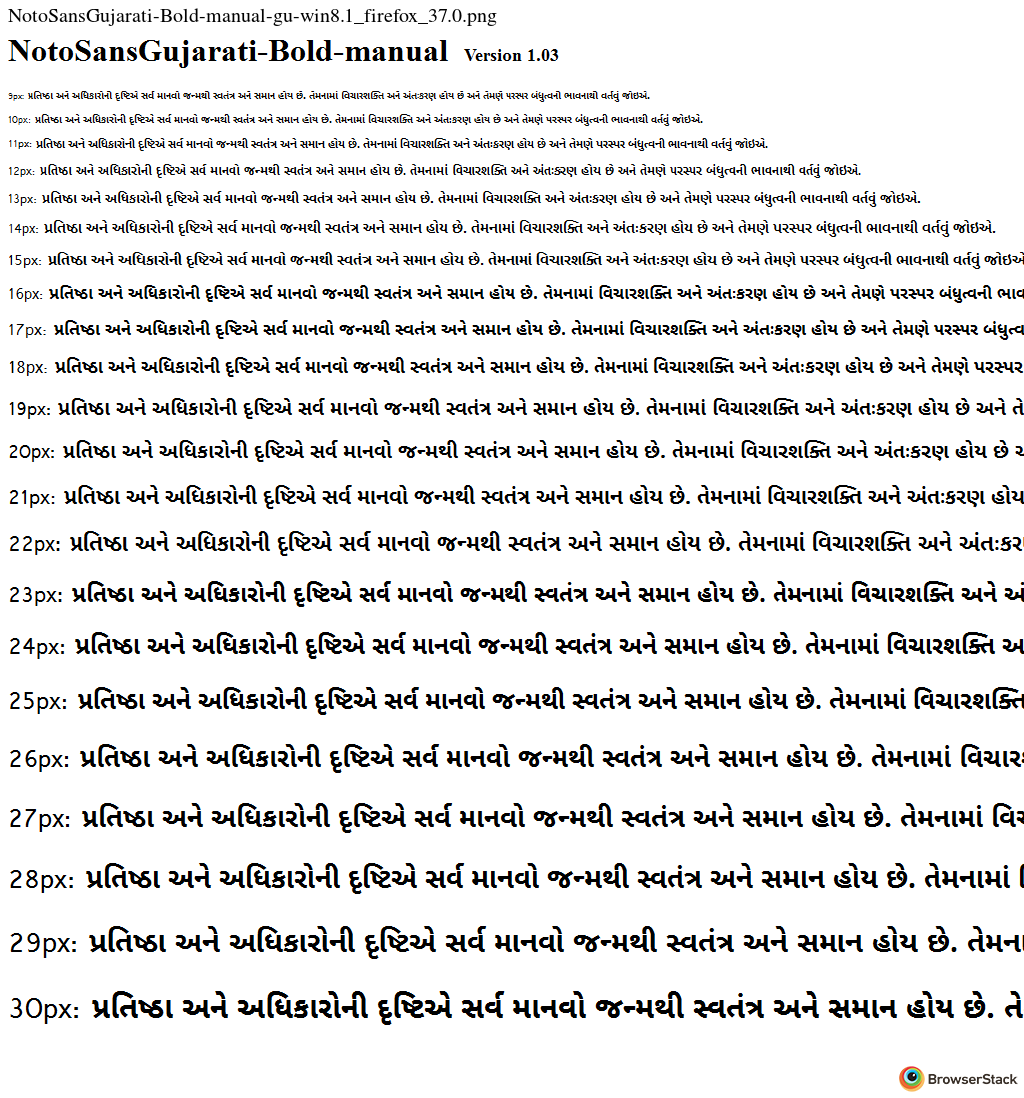 NotoSansGujarati-Bold-manual-gu-win8.1_firefox_37.0.png
NotoSansGujarati-Bold-manual Version 1.03
9px: પ્રતિષ્ઠા અને અધિકારોની દૃષ્ટિએ સર્વ માનવો જન્મથી સ્વતંત્ર અને સમાન હોય છે. તેમનામાં વિચારશક્તિ અને અંતઃકરણ હોય છે અને તેમણે પરસ્પર બંધુત્વની ભાવનાથી વર્તવું જોઇએ.
10px: પ્રતિષ્ઠા અને અધિકારોની દૃષ્ટિએ સર્વ માનવો જન્મથી સ્વતંત્ર અને સમાન હોય છે. તેમનામાં વિચારશક્તિ અને અંતઃકરણ હોય છે અને તેમણે પરસ્પર બંધુત્વની ભાવનાથી વર્તવું જોઇએ.
11px: પ્રતિષ્ઠા અને અધિકારોની દૃષ્ટિએ સર્વ માનવો જન્મથી સ્વતંત્ર અને સમાન હોય છે. તેમનામાં વિચારશક્તિ અને અંતઃકરણ હોય છે અને તેમણે પરસ્પર બંધુત્વની ભાવનાથી વર્તવું જોઇએ.
12px: પ્રતિષ્ઠા અને અધિકારોની દૃષ્ટિએ સર્વ માનવો જન્મથી સ્વતંત્ર અને સમાન હોય છે. તેમનામાં વિચારશક્તિ અને અંતઃકરણ હોય છે અને તેમણે પરસ્પર બંધુત્વની ભાવનાથી વર્તવું જોઇએ.
13px: પ્રતિષ્ઠા અને અધિકારોની દૃષ્ટિએ સર્વ માનવો જન્મથી સ્વતંત્ર અને સમાન હોય છે. તેમનામાં વિચારશક્તિ અને અંતઃકરણ હોય છે અને તેમણે પરસ્પર બંધુત્વની ભાવનાથી વર્તવું જોઇએ.
14px: પ્રતિષ્ઠા અને અધિકારોની દૃષ્ટિએ સર્વ માનવો જન્મથી સ્વતંત્ર અને સમાન હોય છે. તેમનામાં વિચારશક્તિ અને અંતઃકરણ હોય છે અને તેમણે પરસ્પર બંધુત્વની ભાવનાથી વર્તવું જોઇએ.
15px: પ્રતિષ્ઠા અને અધિકારોની દૃષ્ટિએ સર્વ માનવો જન્મથી સ્વતંત્ર અને સમાન હોય છે. તેમનામાં વિચારશક્તિ અને અંતઃકરણ હોય છે અને તેમણે પરસ્પર બંધુત્વની ભાવનાથી વર્તવું જોઇએ
16px: પ્રતિષ્ઠા અને અધિકારોની દૃષ્ટિએ સર્વ માનવો જન્મથી સ્વતંત્ર અને સમાન હોય છે. તેમનામાં વિચારશક્તિ અને અંતઃકરણ હોય છે અને તેમણે પરસ્પર બંધુત્વની ભાવ
17px: પ્રતિષ્ઠા અને અધિકારોની દૃષ્ટિએ સર્વ માનવો જન્મથી સ્વતંત્ર અને સમાન હોય છે. તેમનામાં વિચારશક્તિ અને અંતઃકરણ હોય છે અને તેમણે પરસ્પર બંધુત્વ
18px: પ્રતિષ્ઠા અને અધિકારોની દૃષ્ટિએ સર્વ માનવો જન્મથી સ્વતંત્ર અને સમાન હોય છે. તેમનામાં વિચારશક્તિ અને અંતઃકરણ હોય છે અને તેમણે પરસ્પર
19px: પ્રતિષ્ઠા અને અધિકારોની દૃષ્ટિએ સર્વ માનવો જન્મથી સ્વતંત્ર અને સમાન હોય છે. તેમનામાં વિચારશક્તિ અને અંતઃકરણ હોય છે અને તે
20px: પ્રતિષ્ઠા અને અધિકારોની દૃષ્ટિએ સર્વ માનવો જન્મથી સ્વતંત્ર અને સમાન હોય છે. તેમનામાં વિચારશક્તિ અને અંતઃકરણ હોય છે
21px: પ્રતિષ્ઠા અને અધિકારોની દૃષ્ટિએ સર્વ માનવો જન્મથી સ્વતંત્ર અને સમાન હોય છે. તેમનામાં વિચારશક્તિ અને અંતઃકરણ હોય
22px: પ્રતિષ્ઠા અને અધિકારોની દૃષ્ટિએ સર્વ માનવો જન્મથી સ્વતંત્ર અને સમાન હોય છે. તેમનામાં વિચારશક્તિ અને અંતઃકર
23px: પ્રતિષ્ઠા અને અધિકારોની દૃષ્ટિએ સર્વ માનવો જન્મથી સ્વતંત્ર અને સમાન હોય છે. તેમનામાં વિચારશક્તિ અને અં
24px: પ્રતિષ્ઠા અને અધિકારોની દૃષ્ટિએ સર્વ માનવો જન્મથી સ્વતંત્ર અને સમાન હોય છે. તેમનામાં વિચારશક્તિ અ
25px: પ્રતિષ્ઠા અને અધિકારોની દૃષ્ટિએ સર્વ માનવો જન્મથી સ્વતંત્ર અને સમાન હોય છે. તેમનામાં વિચારશક્તિ
26px: પ્રતિષ્ઠા અને અધિકારોની દૃષ્ટિએ સર્વ માનવો જન્મથી સ્વતંત્ર અને સમાન હોય છે. તેમનામાં વિચાર
27px: પ્રતિષ્ઠા અને અધિકારોની દૃષ્ટિએ સર્વ માનવો જન્મથી સ્વતંત્ર અને સમાન હોય છે. તેમનામાં વિચ
28px: પ્રતિષ્ઠા અને અધિકારોની દૃષ્ટિએ સર્વ માનવો જન્મથી સ્વતંત્ર અને સમાન હોય છે. તેમનામાં
29px: પ્રતિષ્ઠા અને અધિકારોની દૃષ્ટિએ સર્વ માનવો જન્મથી સ્વતંત્ર અને સમાન હોય છે. તેમના
30px: પ્રતિષ્ઠા અને અધિકારોની દૃષ્ટિએ સર્વ માનવો જન્મથી સ્વતંત્ર અને સમાન હોય છે. તે
BrowserStack